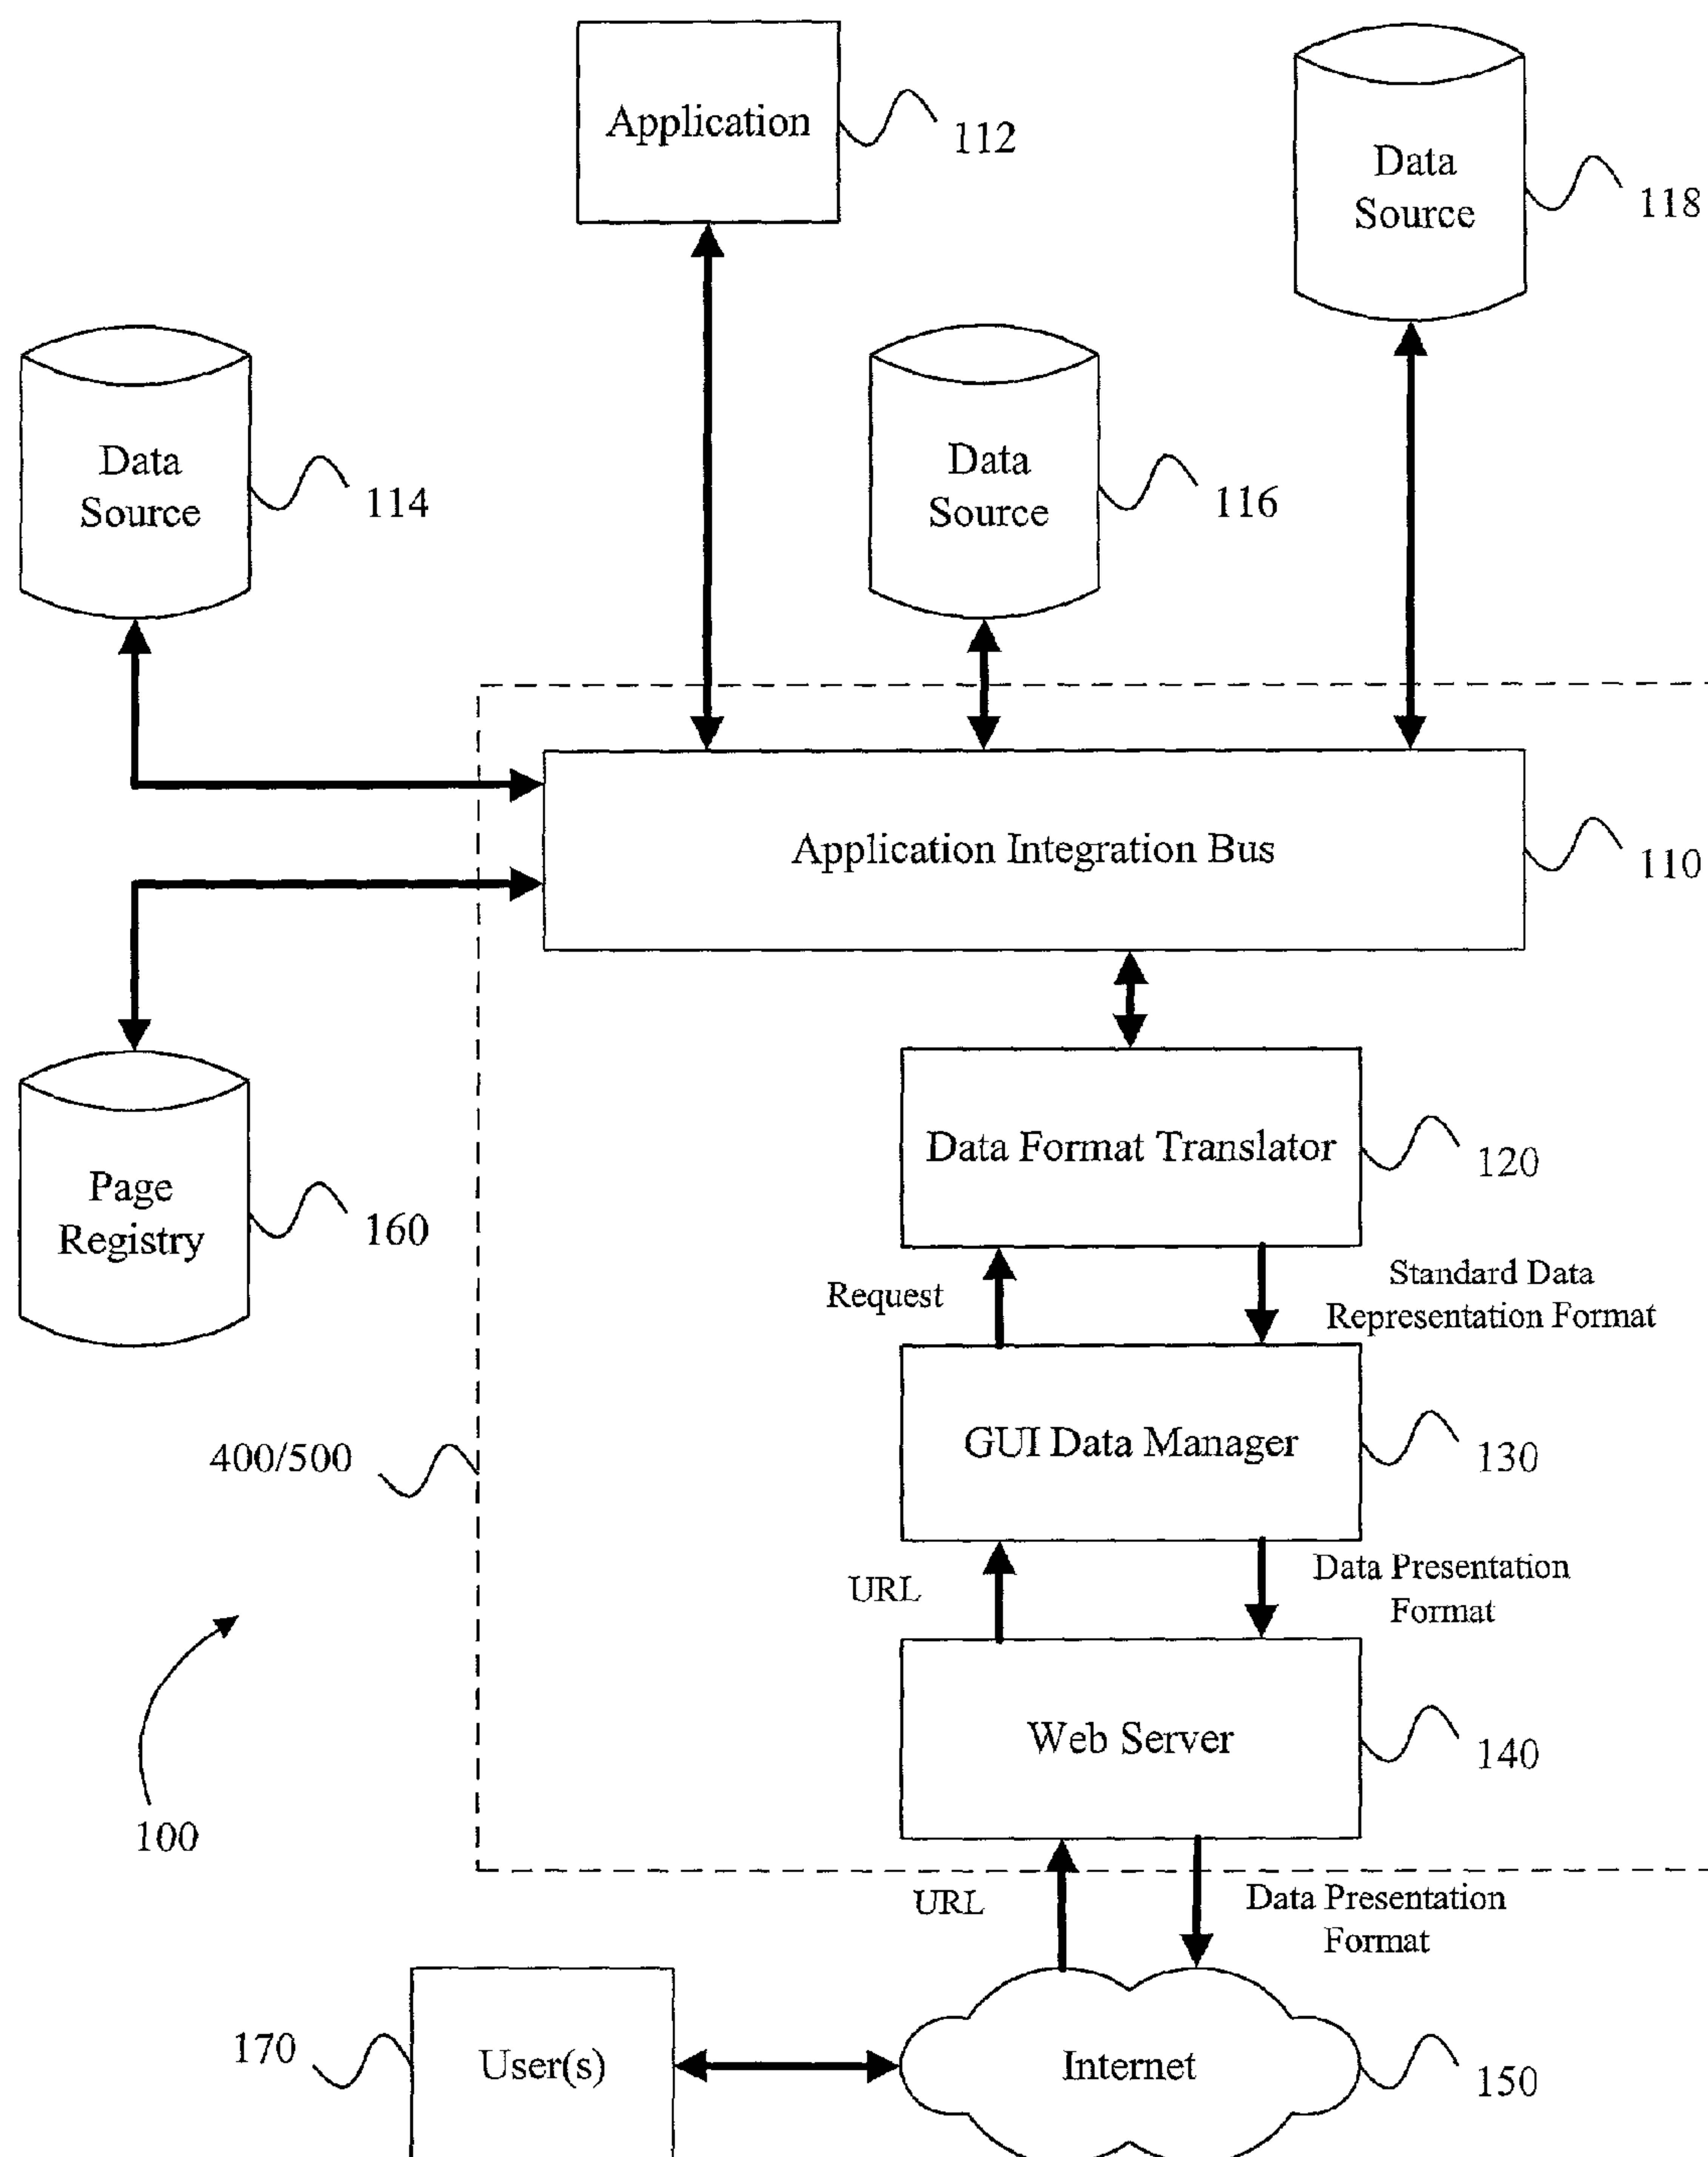 Application
112
Data
Source
118
Data
Source
114
Data
Source
116
Application Integration Bus
110
Data Format Translator
120
Page
Registry
160
Request
Standard Data
Representation Format
GUI Data Manager
130
400/500
URL
Data Presentation
Format
Web Server
140
100
URL
Data Presentation
Format
170
User(s)
Internet
150